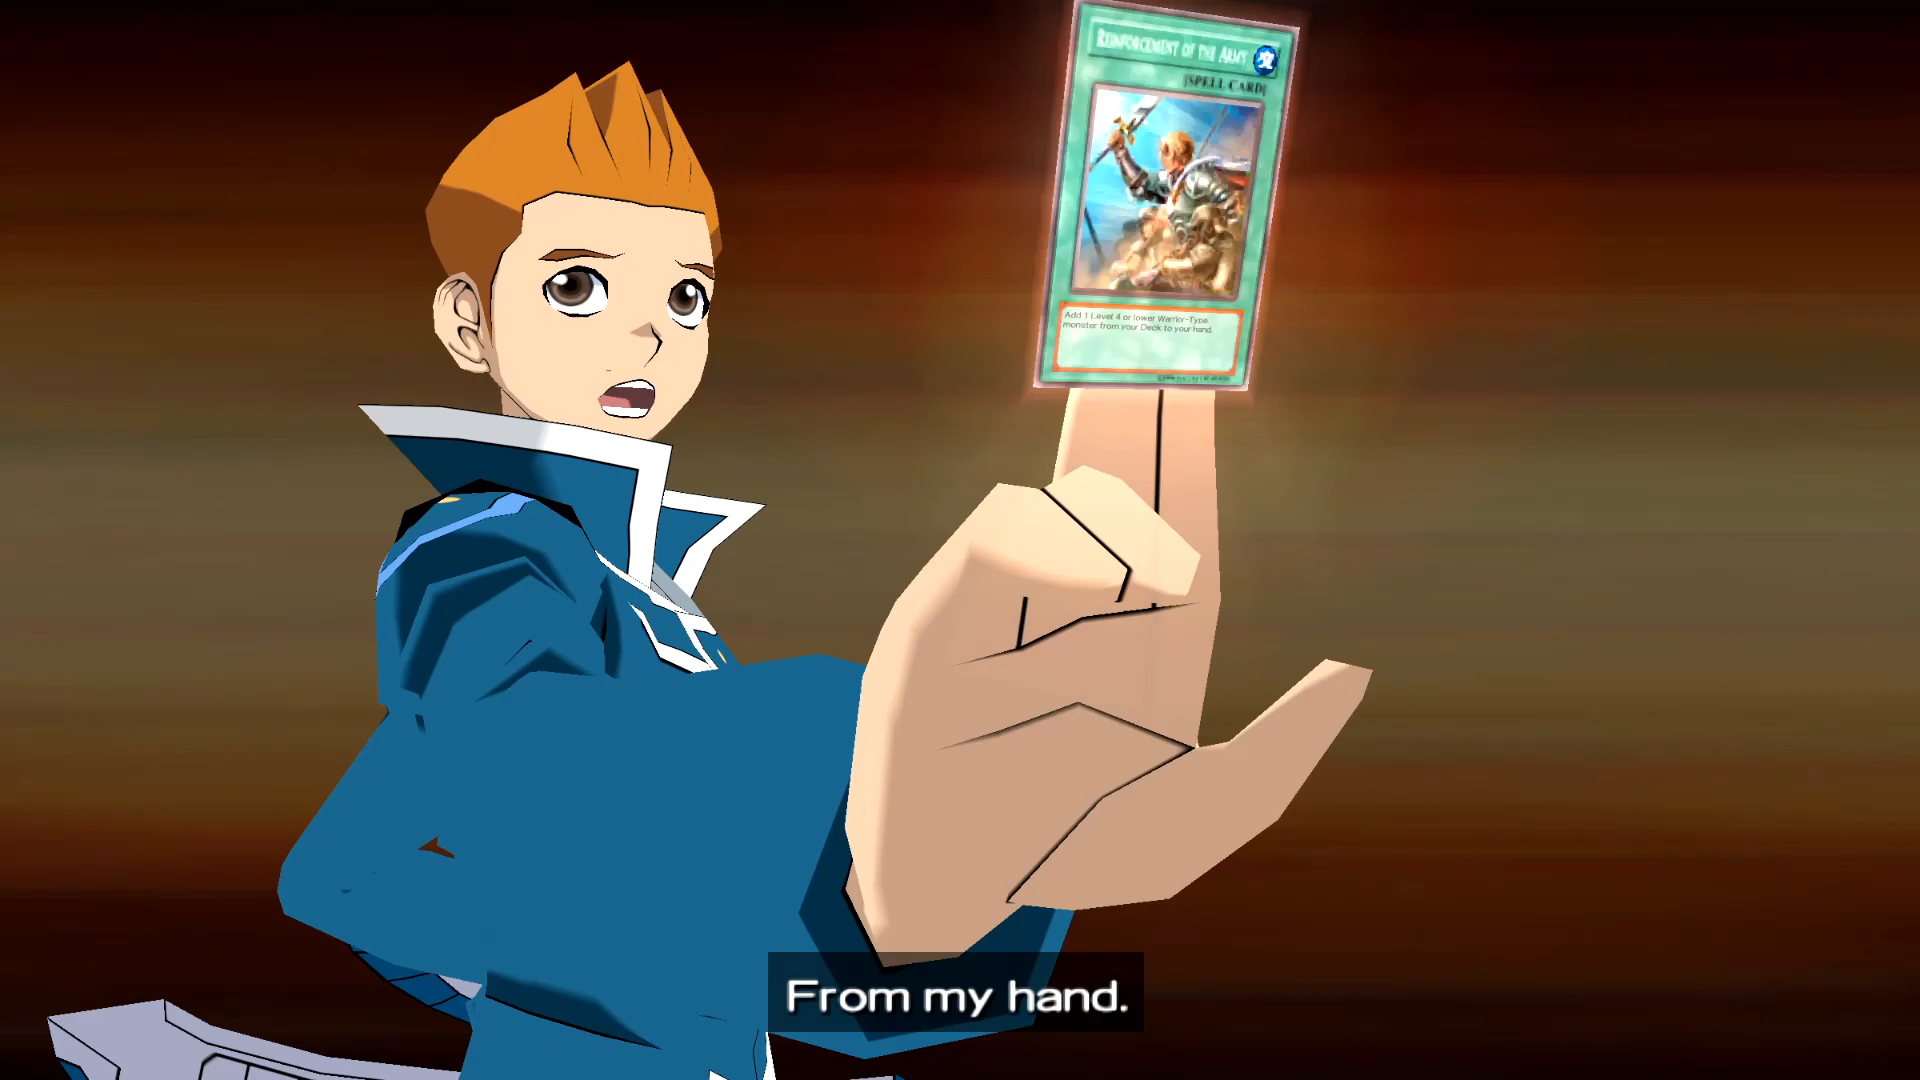 REINFORCEMENT OF THE ARMY
[SPELL CARD]
Add 1 Level 4 or lower Warrior-Type
monster from your Deck to your hand.
From my hand.